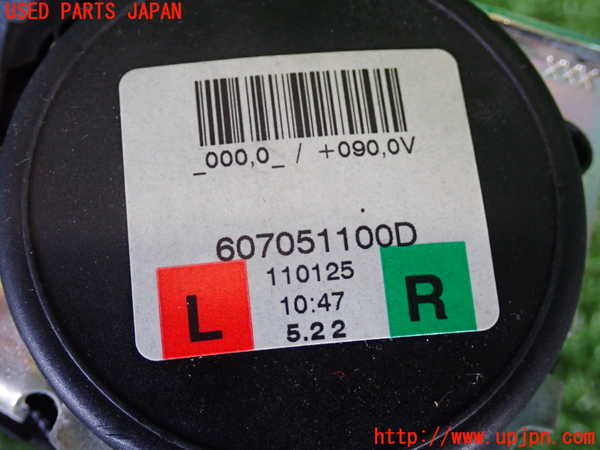 USED PARTS JAPAN
_000,0_ / +090,0V
607051100D
110125
L
R
10:47
5.22
http://www.upjpn.com